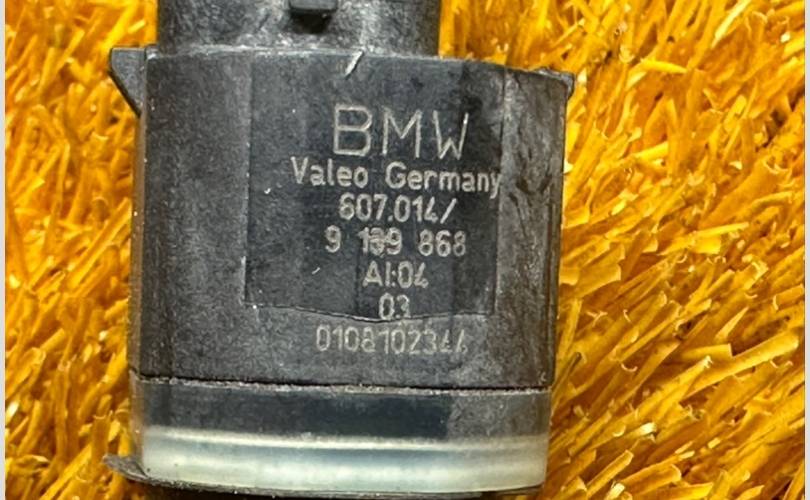 BMW
Valeo Germany
607.014/
9 139 868
AI:04
03
0108102344